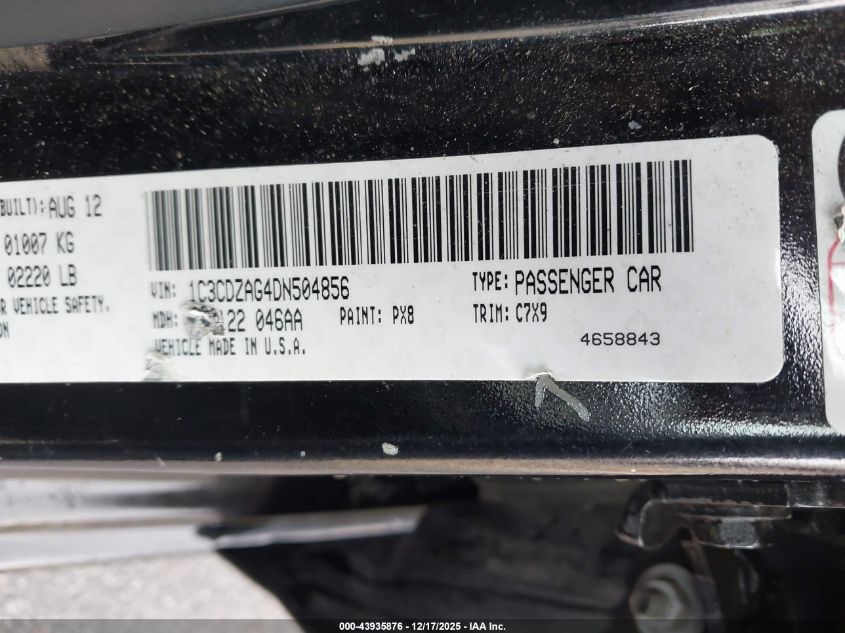 BUILT): AUG 12
01007 KG
02220 LB
VEHICLE SAFETY.
VIN: 1C3CDZAG4DN504856 TYPE: PASSENGER CAR
MDH: 122 046AA PAINT: PX8 TRIM: C7X9
VEHICLE MADE IN U.S.A. 4658843
000-43935876 - 12/17/2025 - IAA Inc.